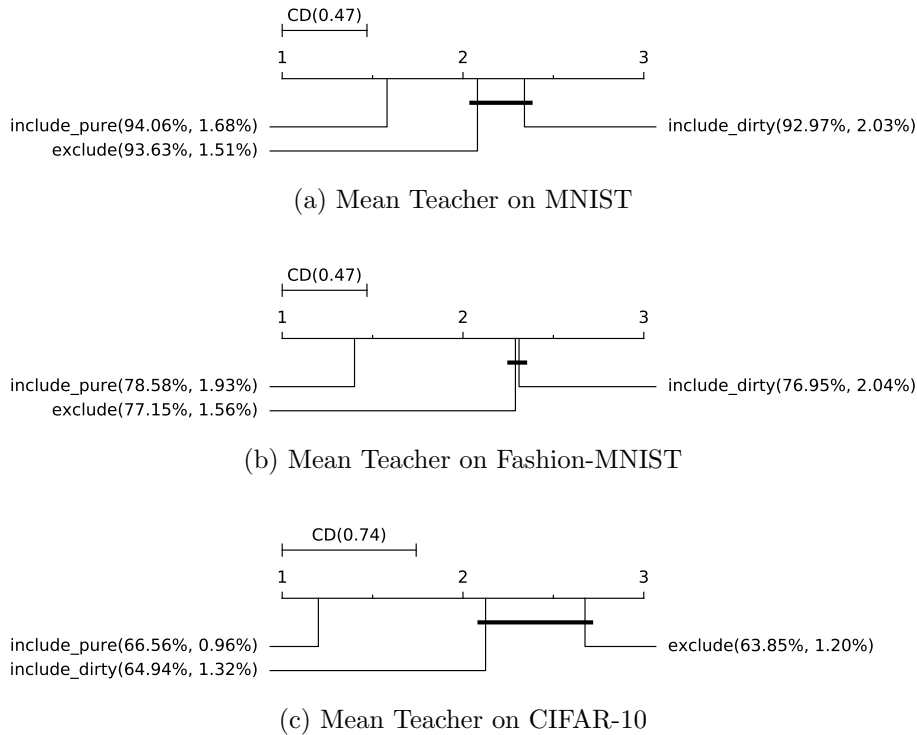 CD(0.47)
1 2 3
include_pure(94.06%, 1.68%) include_dirty(92.97%, 2.03%)
exclude(93.63%, 1.51%)
(a) Mean Teacher on MNIST
CD(0.47)
1 2 3
include_pure(78.58%, 1.93%) include_dirty(76.95%, 2.04%)
exclude(77.15%, 1.56%)
(b) Mean Teacher on Fashion-MNIST
CD(0.74)
1 2 3
include_pure(66.56%, 0.96%) exclude(63.85%, 1.20%)
include_dirty(64.94%, 1.32%)
(c) Mean Teacher on CIFAR-10